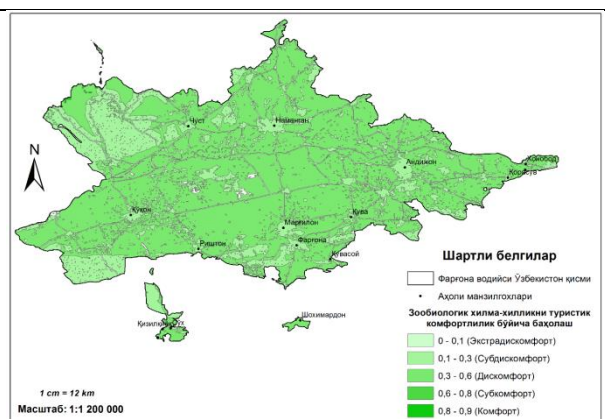 Чуст
Наманган
Андижон
Хонобод
Қорасув
Қўқон
Марғилон
Қува
Риштон
Фарғона
Қувасой
Шохимардон
N
1 cm = 12 km
Масштаб: 1:1 200 000
Шартли белгилар
Фарғона водийси Ўзбекистон қисми
Аҳоли манзилгоҳлари
Зообиологик хилма-хилликни туристик
комфортлилик бўйича баҳолаш
0 - 0,1 (Экстрадискомфорт)
0,1 - 0,3 (Субдискомфорт)
0,3 - 0,6 (Дискомфорт)
0,6 - 0,8 (Субкомфорт)
0,8 - 0,9 (Комфорт)